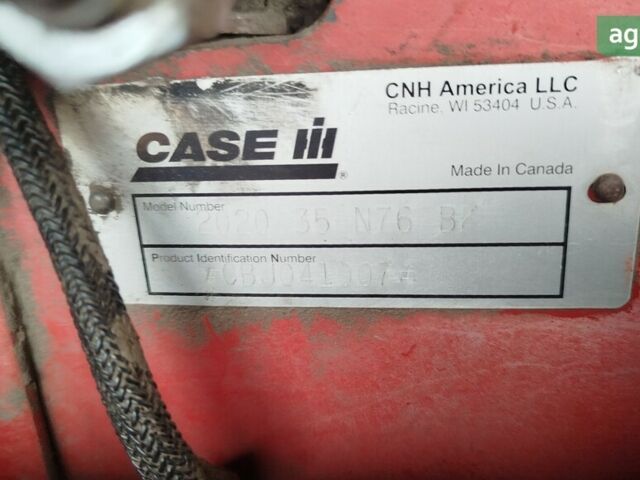 ag
CNH America LLC
Racine, WI 53404 U.S.A.
CASE IH
®
Made In Canada
Model Number
2020 35 N76
Product Identification Number